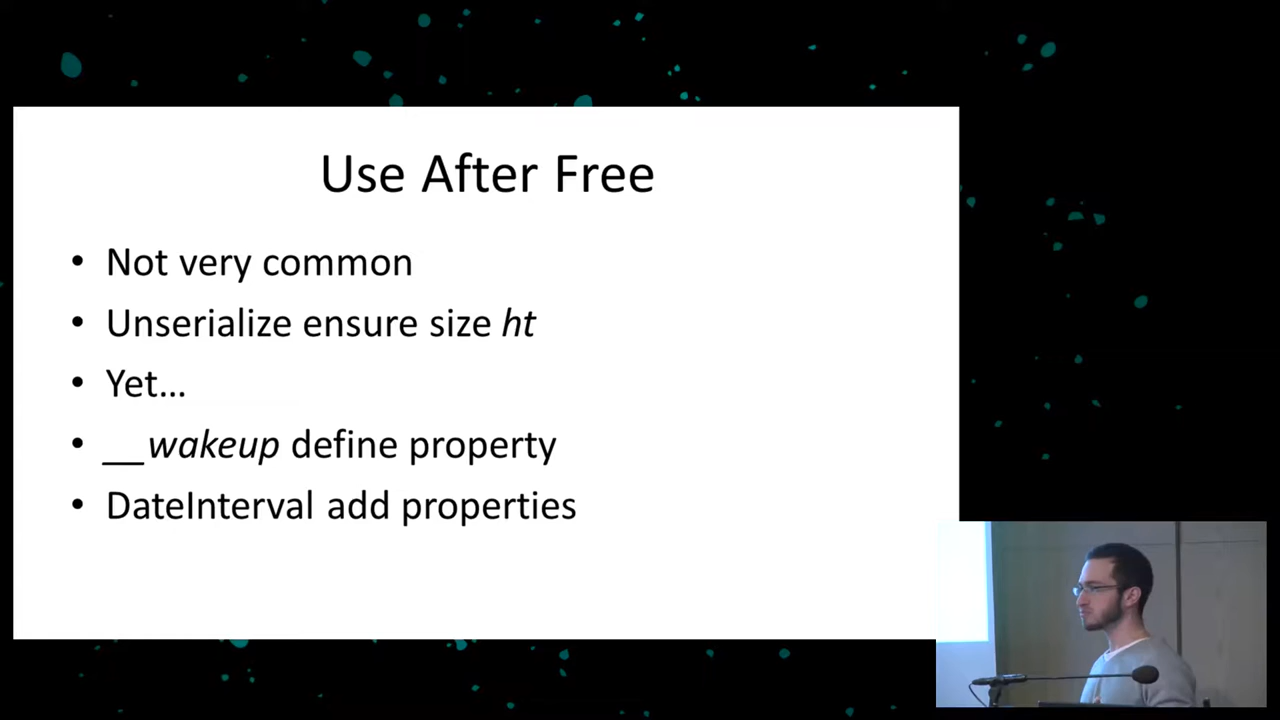 Use After Free
• Not very common
• Unserialize ensure size ht
• Yet...
• __wakeup define property
• DateInterval add properties